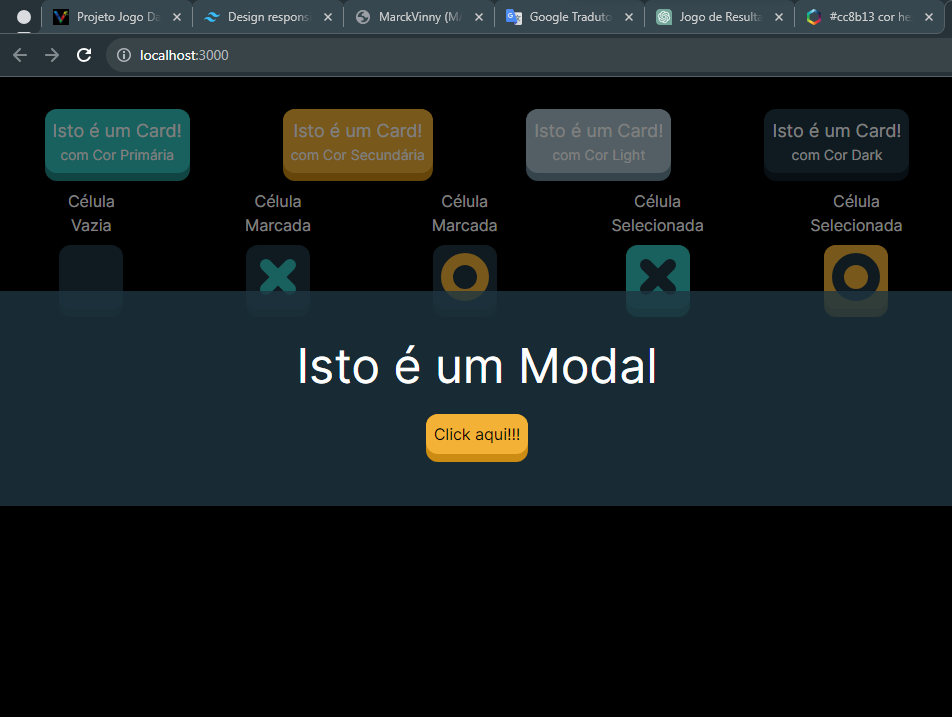 Projeto Jogo Da
Design respons
MarckVinny (M
Google Traduto
Jogo de Resulta
#cc8b13 cor he
localhost:3000
Isto é um Card!
com Cor Primária
Isto é um Card!
com Cor Secundária
Isto é um Card!
com Cor Light
Isto é um Card!
com Cor Dark
Célula
Vazia
Célula
Marcada
Célula
Marcada
Célula
Selecionada
Célula
Selecionada
Isto é um Modal
Click aqui!!!